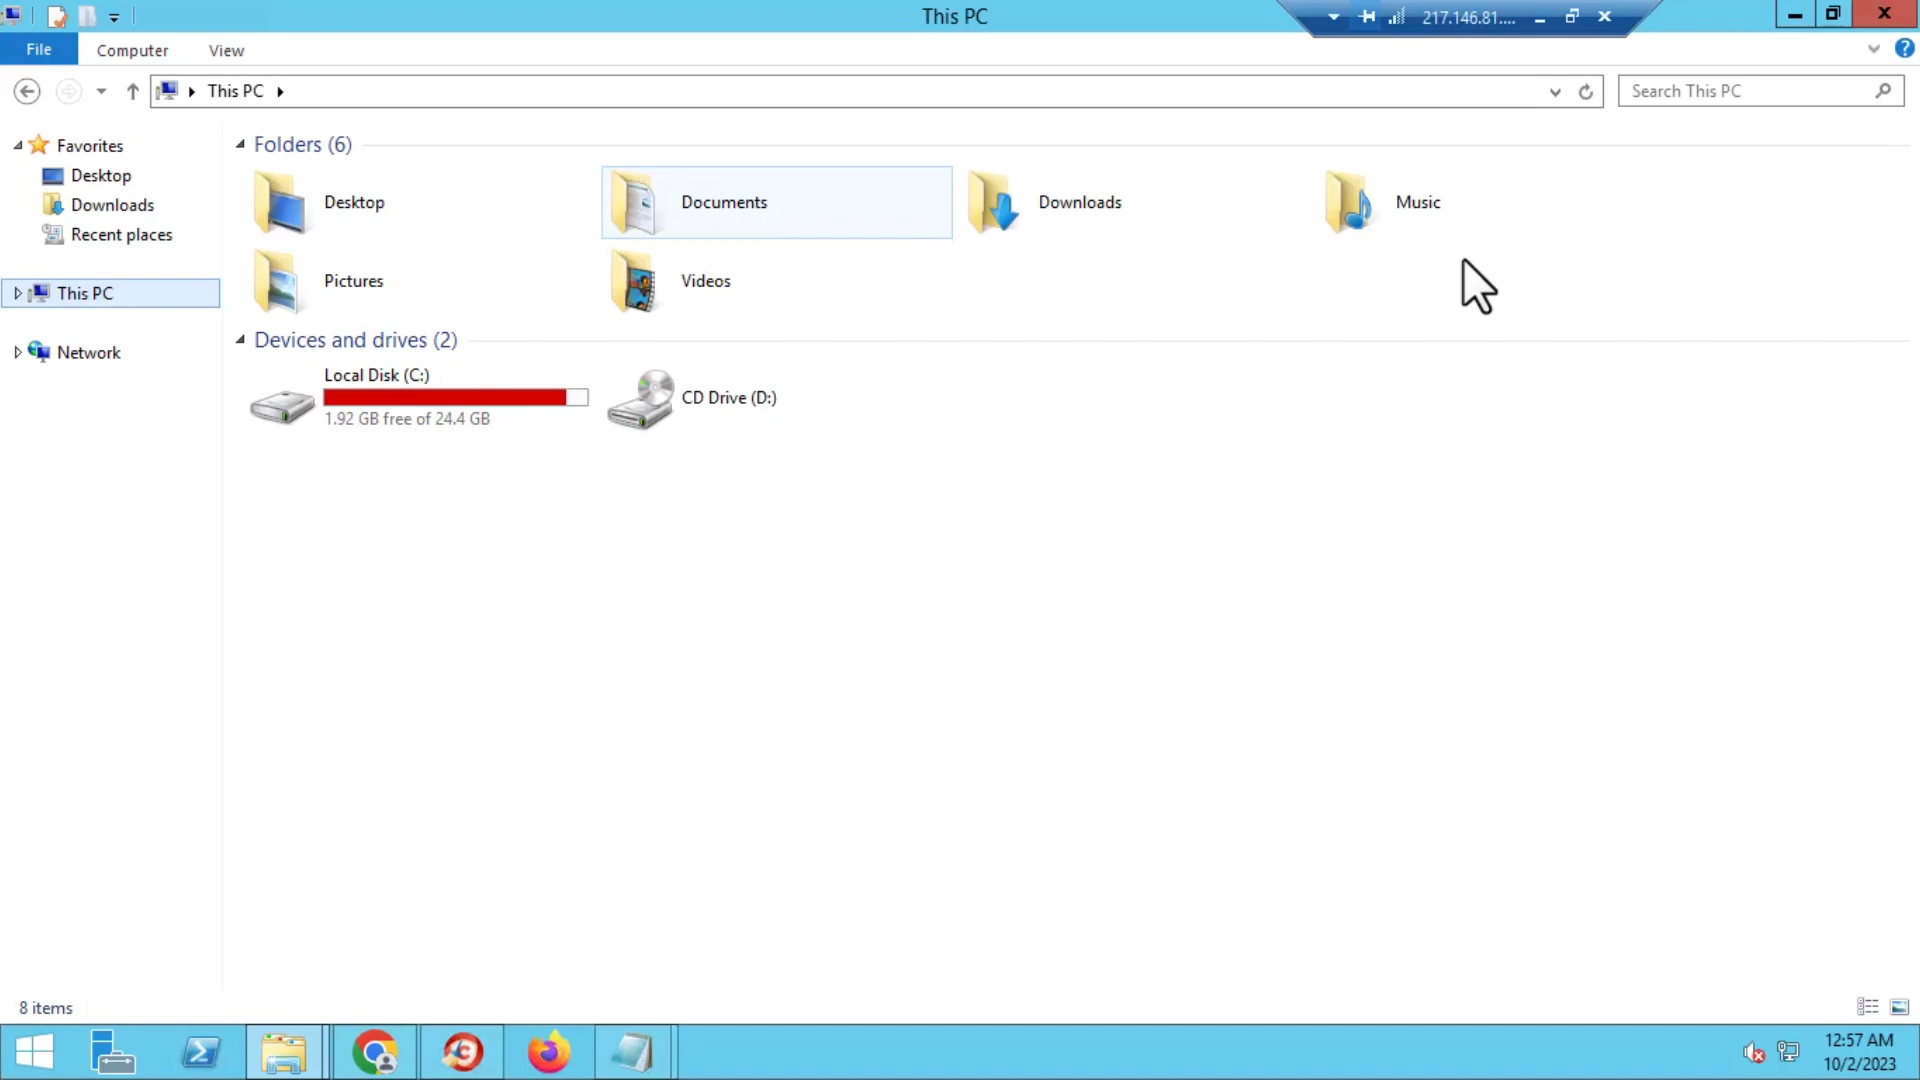 This PC
217.146.81....
File
Computer
View
This PC
Search This PC
Favorites
Desktop
Downloads
Recent places
This PC
Network
Folders (6)
Desktop
Documents
Downloads
Music
Pictures
Videos
Devices and drives (2)
Local Disk (C:)
1.92 GB free of 24.4 GB
CD Drive (D:)
8 items
12:57 AM
10/2/2023